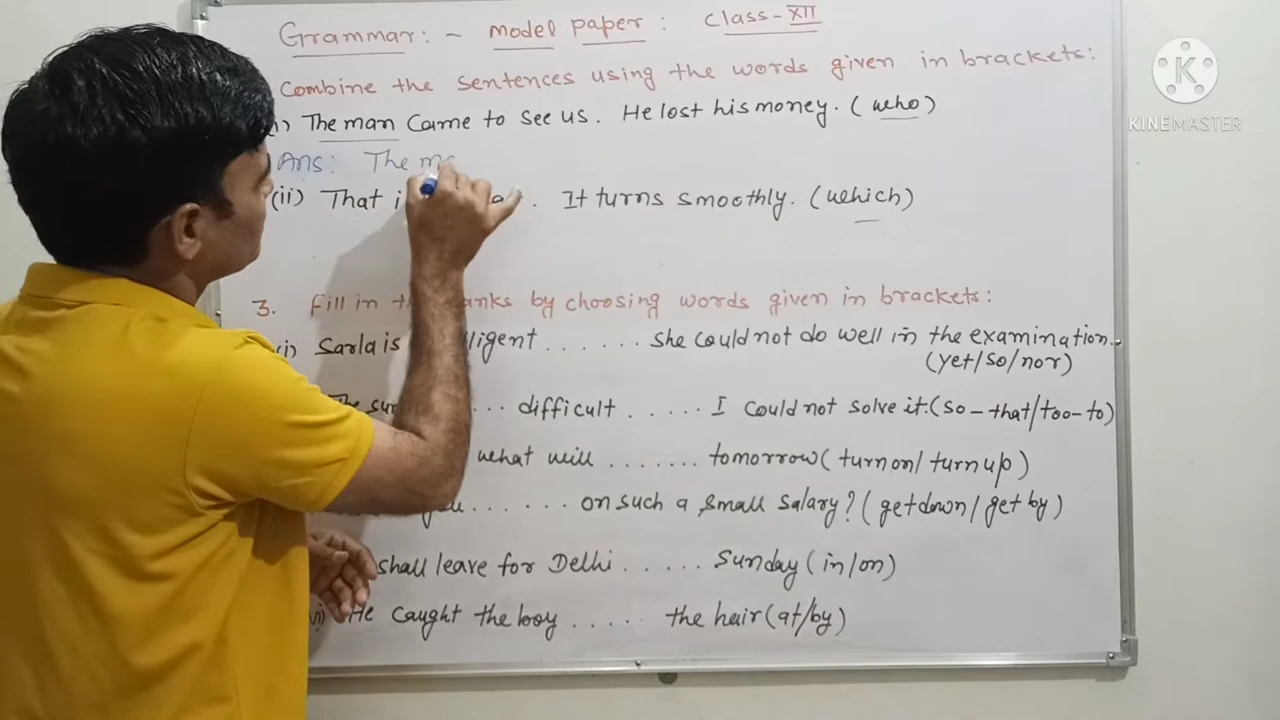 Grammar: - model paper : Class-XII
Combine the sentences using the words given in brackets:
The man came to see us. He lost his money. (who)
Ans: The
(ii) That It turns smoothly. (which)
3. Fill in by choosing words given in brackets:
(i) Sarla is she could not do well in the examination.
(yet/so/nor)
... difficult ..... I could not solve it. (so-that/too-to)
what will ....... tomorrow (turn on/ turn up)
...... on such a small salary? (get down/ get by)
shall leave for Delhi ..... Sunday (in/on)
He caught the boy ..... the hair (at/by)
KINEMASTER